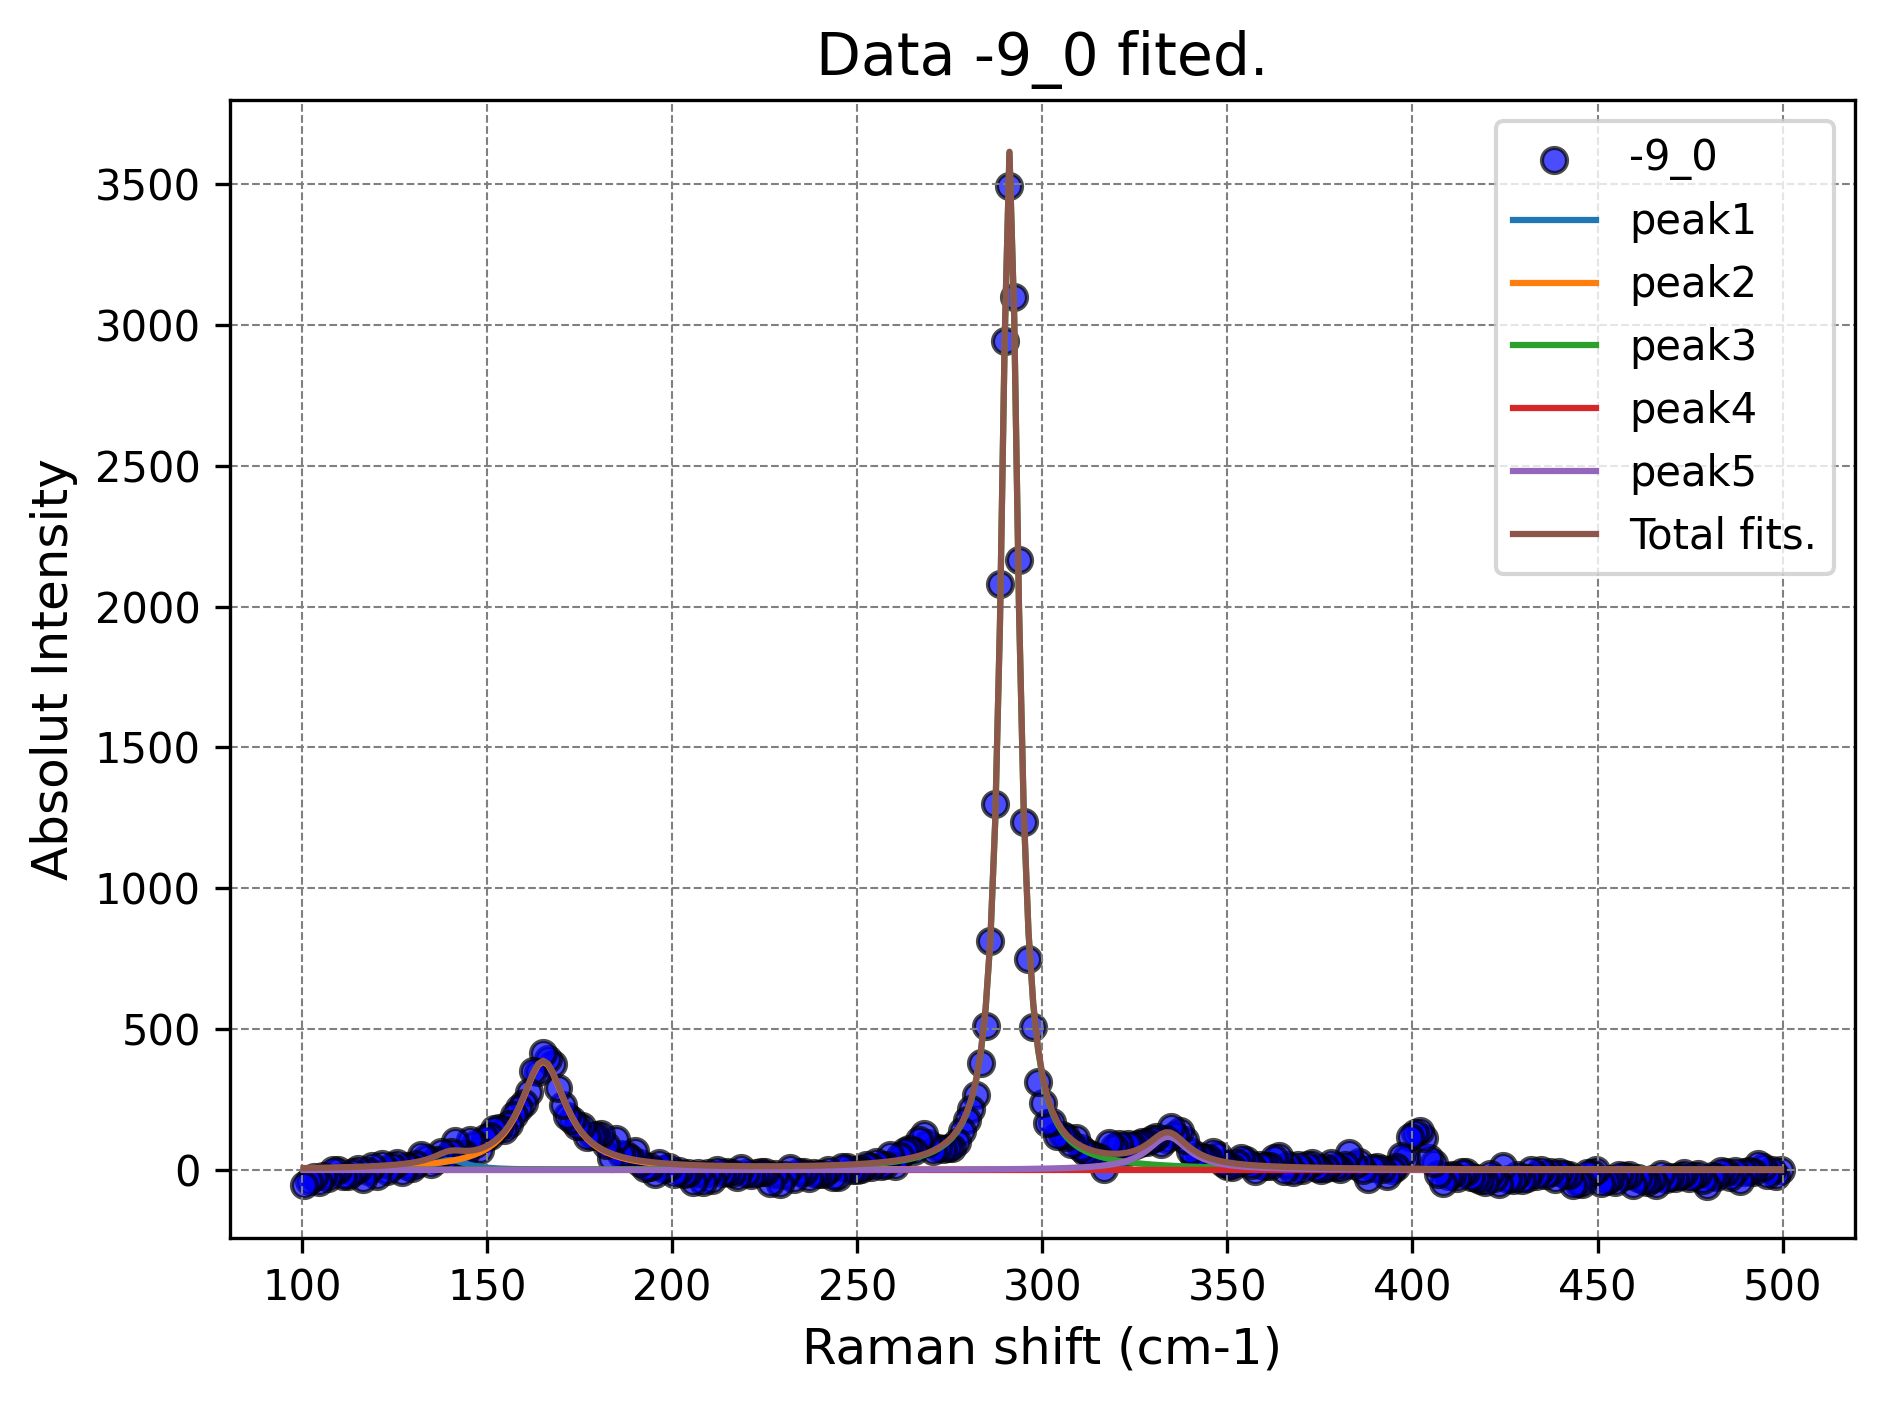 Data -9_0 fited.
-9_0
peak1
peak2
peak3
peak4
peak5
Total fits.
Absolut Intensity
3500
3000
2500
2000
1500
1000
500
0
100 150 200 250 300 350 400 450 500
Raman shift (cm-1)